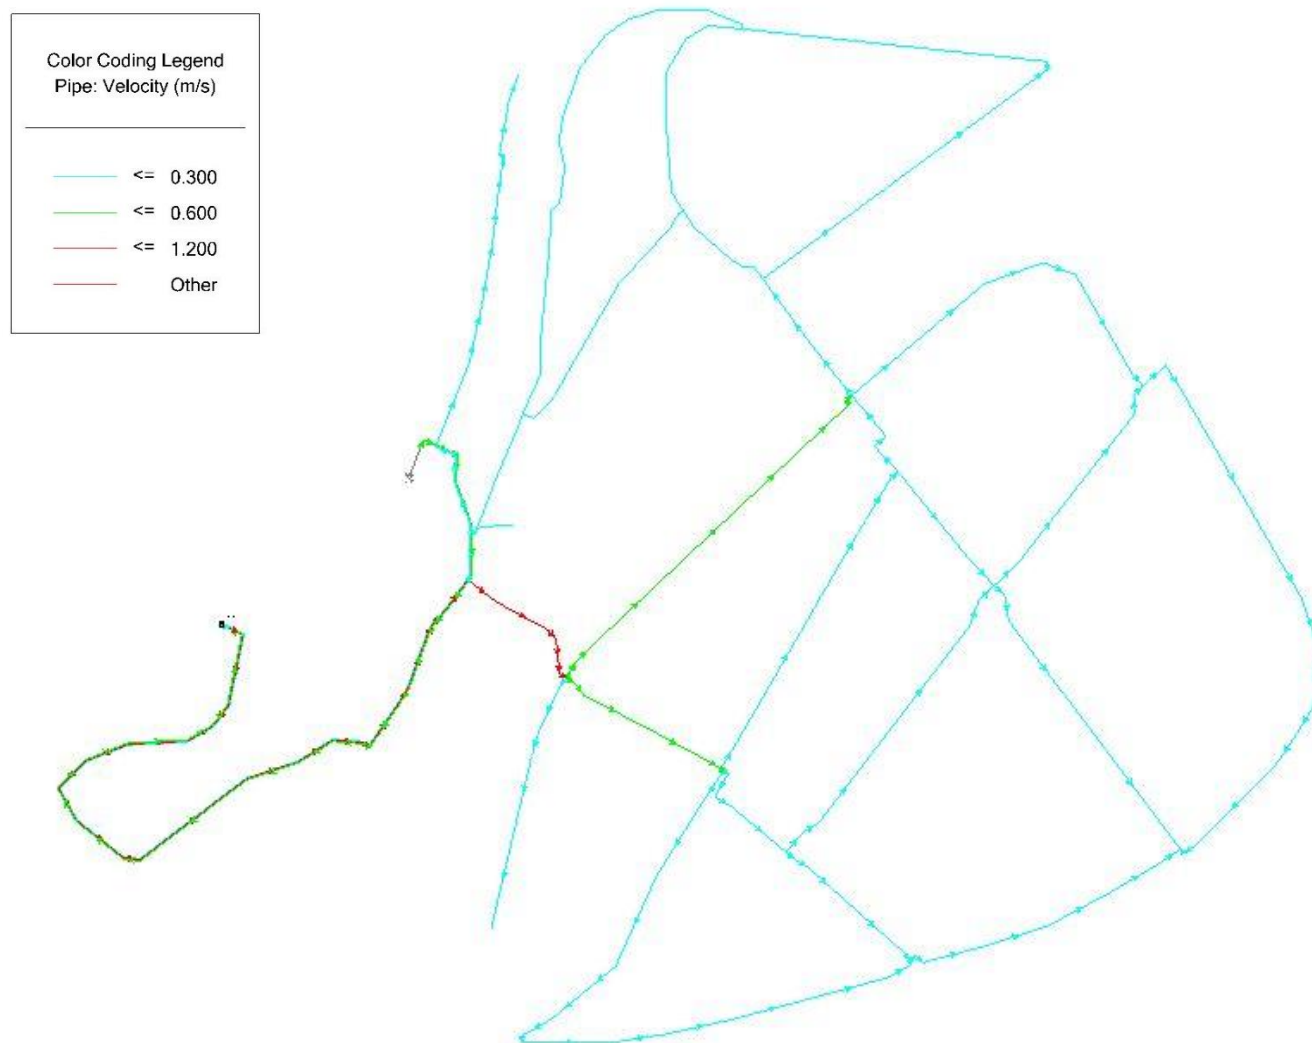 Color Coding Legend
Pipe: Velocity (m/s)
<= 0.300
<= 0.600
<= 1.200
Other